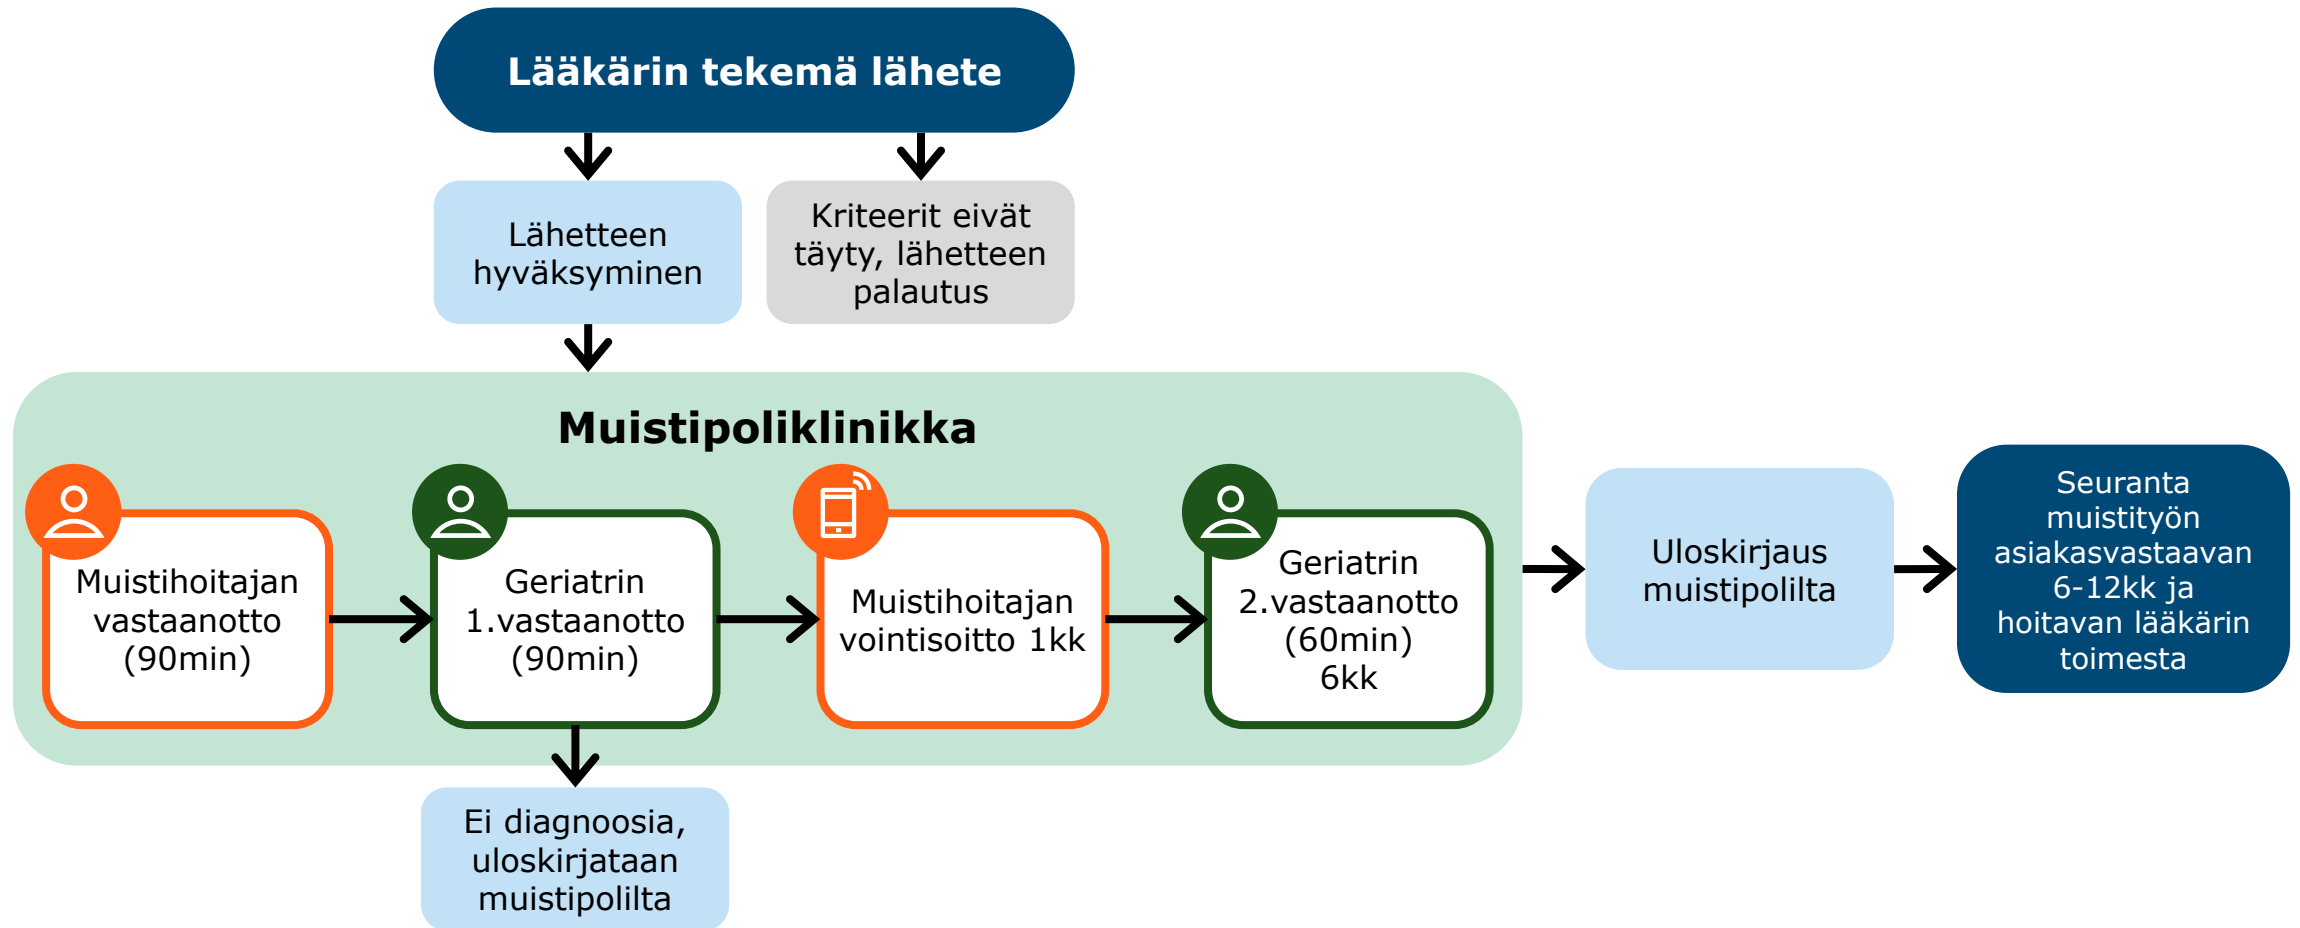 Lääkärin tekemä lähete
Lähetteen
hyväksyminen
Kriteerit eivät
täyty, lähetteen
palautus
Muistipoliklinikka
Muistihoitajan
vastaanotto
(90min)
Geriatrin
1.vastaanotto
(90min)
Muistihoitajan
vointisoitto 1kk
Geriatrin
2.vastaanotto
(60min)
6kk
Uloskirjaus
muistipolilta
Seuranta
muistityön
asiakasvastaavan
6-12kk ja
hoitavan lääkärin
toimesta
Ei diagnoosia,
uloskirjataan
muistipolilta